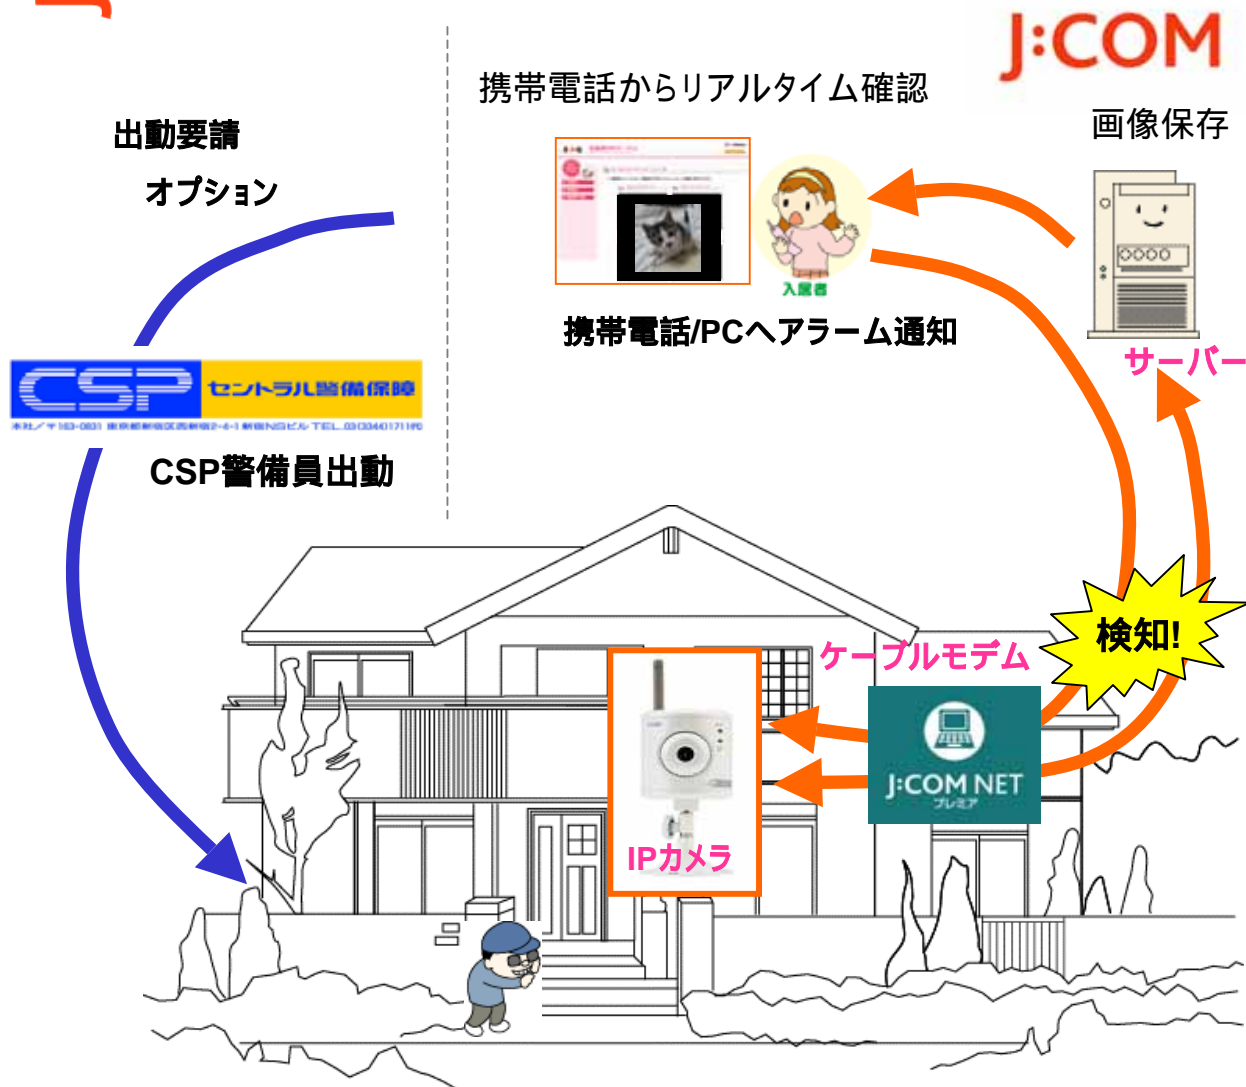 J:COM
携帯電話からリアルタイム確認
画像保存
出動要請
オプション
入居者
携帯電話/PCへアラーム通知
サーバー
CSP
セントラル警備保障
CSP警備員出動
検知!
ケーブルモデム
J:COM NET
プレミア
IPカメラ